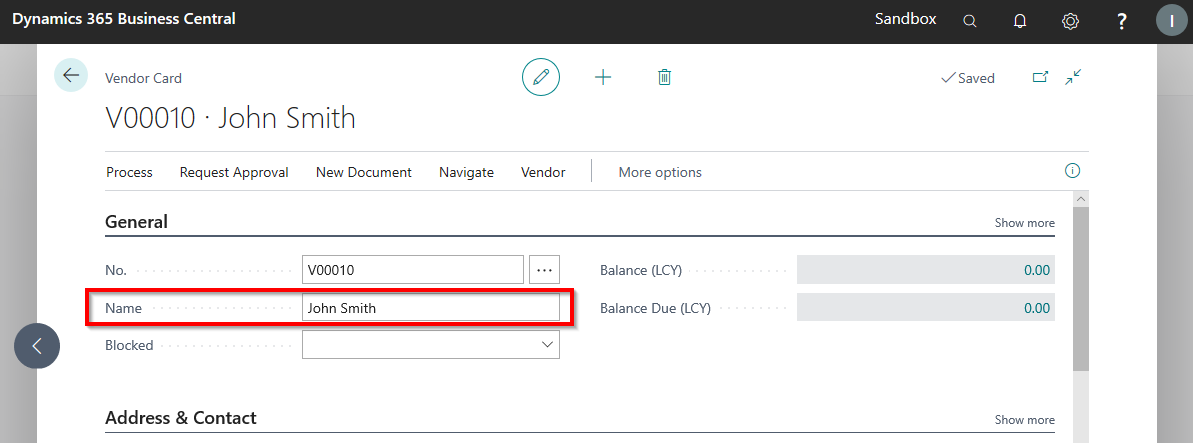 Dynamics 365 Business Central Sandbox ? I
Vendor Card Saved
V00010 · John Smith
Process Request Approval New Document Navigate Vendor More options
General Show more
No. V00010 ... Balance (LCY) 0.00
Name John Smith Balance Due (LCY) 0.00
Blocked
Address & Contact Show more